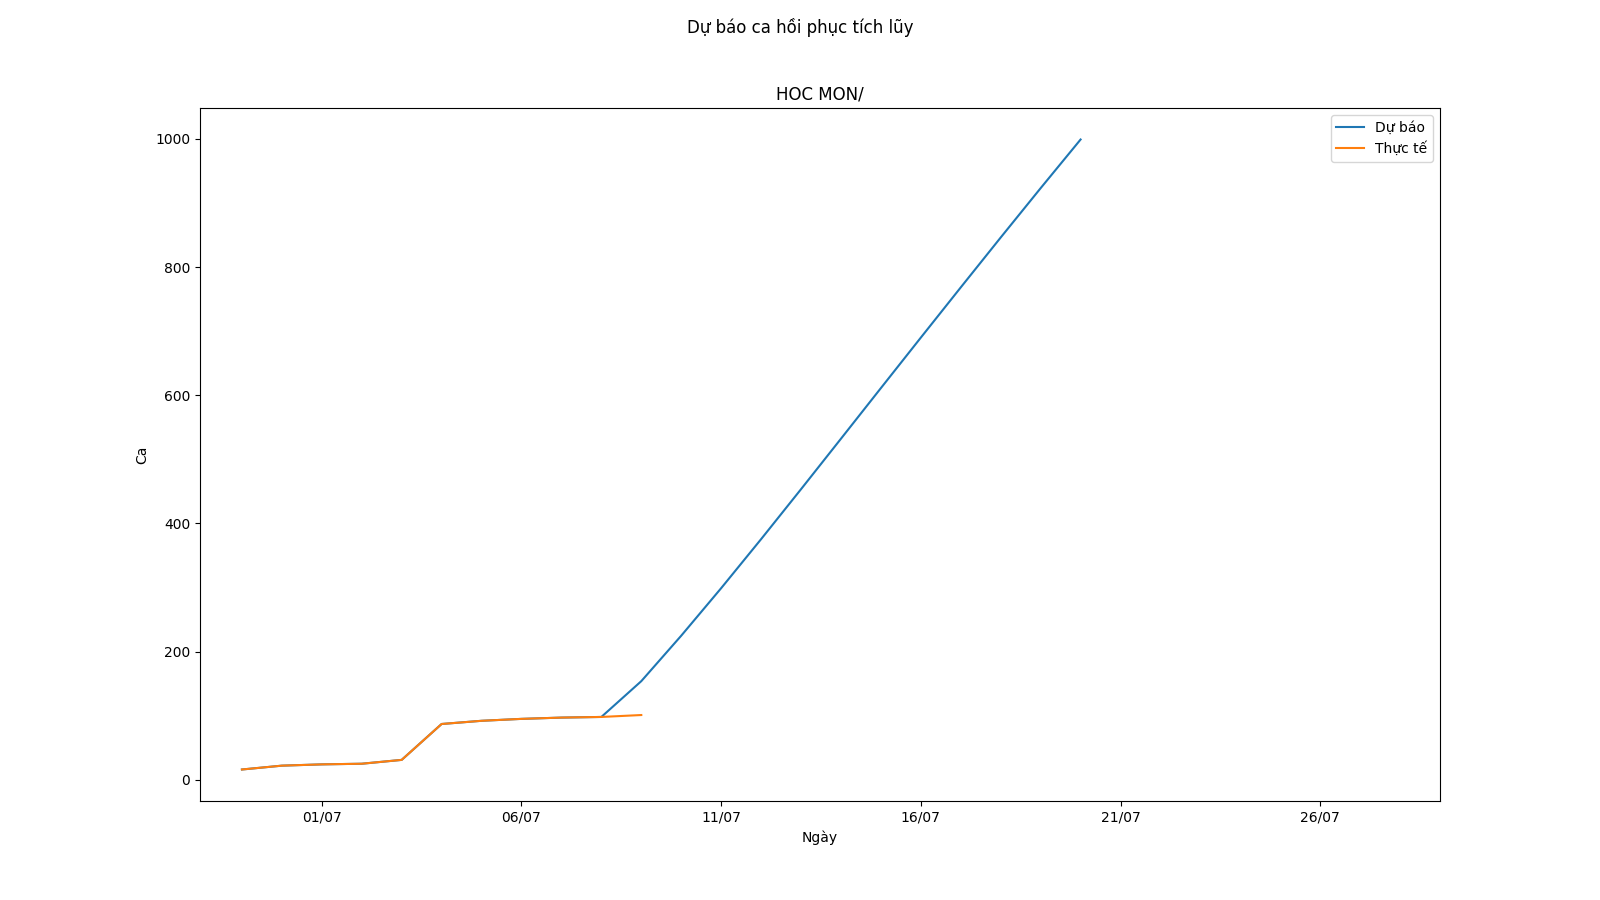 Dự báo ca hồi phục tích lũy
HOC MON/
Dự báo
Thực tế
1000
800
600
400
200
0
Ca
01/07
06/07
11/07
16/07
21/07
26/07
Ngày